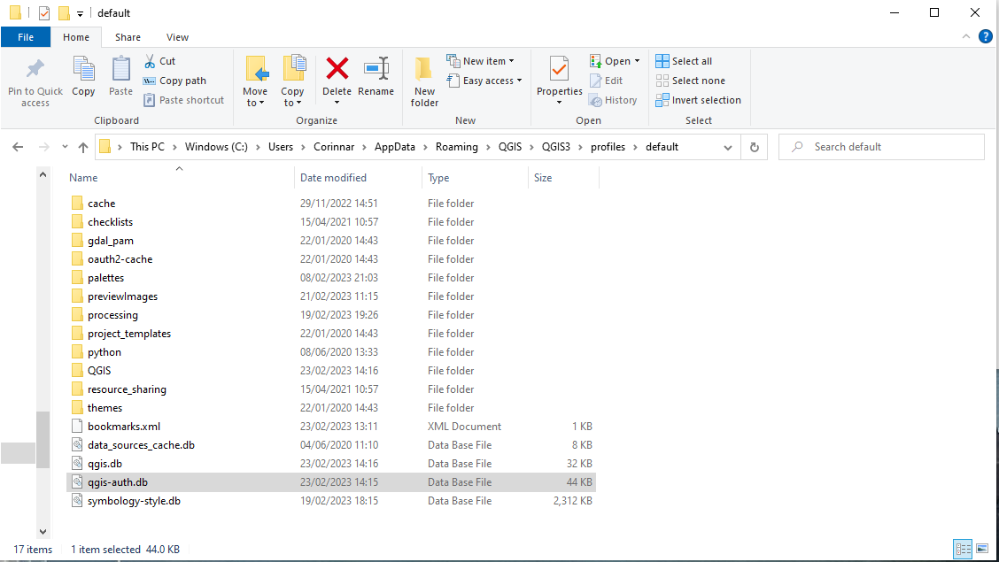 default
File Home Share View
Pin to Quick access
Copy
Paste
Cut
Copy path
Paste shortcut
Clipboard
Move to
Copy to
Delete
Rename
Organize
New folder
New item
Easy access
New
Properties
Open
Edit
History
Open
Select all
Select none
Invert selection
Select
This PC > Windows (C:) > Users > Corinnar > AppData > Roaming > QGIS > QGIS3 > profiles > default
Search default
Name Date modified Type Size
cache 29/11/2022 14:51 File folder
checklists 15/04/2021 10:57 File folder
gdal_pam 22/01/2020 14:43 File folder
oauth2-cache 22/01/2020 14:43 File folder
palettes 08/02/2023 21:03 File folder
previewImages 21/02/2023 11:15 File folder
processing 19/02/2023 19:26 File folder
project_templates 22/01/2020 14:43 File folder
python 08/06/2020 13:33 File folder
QGIS 23/02/2023 14:16 File folder
resource_sharing 15/04/2021 10:57 File folder
themes 22/01/2020 14:43 File folder
bookmarks.xml 23/02/2023 13:11 XML Document 1 KB
data_sources_cache.db 04/06/2020 11:10 Data Base File 8 KB
qgis.db 23/02/2023 14:16 Data Base File 32 KB
qgis-auth.db 23/02/2023 14:15 Data Base File 44 KB
symbology-style.db 19/02/2023 18:15 Data Base File 2,312 KB
17 items 1 item selected 44.0 KB